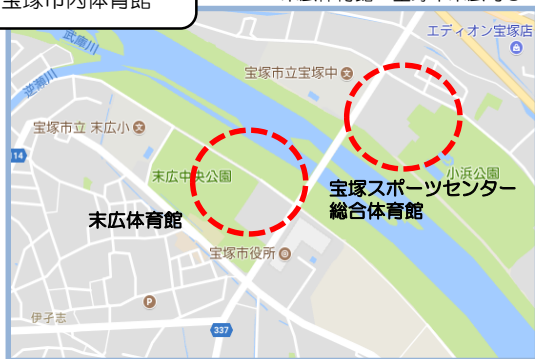 宝塚市内体育館
エディオン宝塚店
武庫川
宝塚市立宝塚中
逆瀬川
宝塚市立 末広小
14
末広中央公園
小浜公園
宝塚スポーツセンター
総合体育館
末広体育館
宝塚市役所
P
伊孑志
337